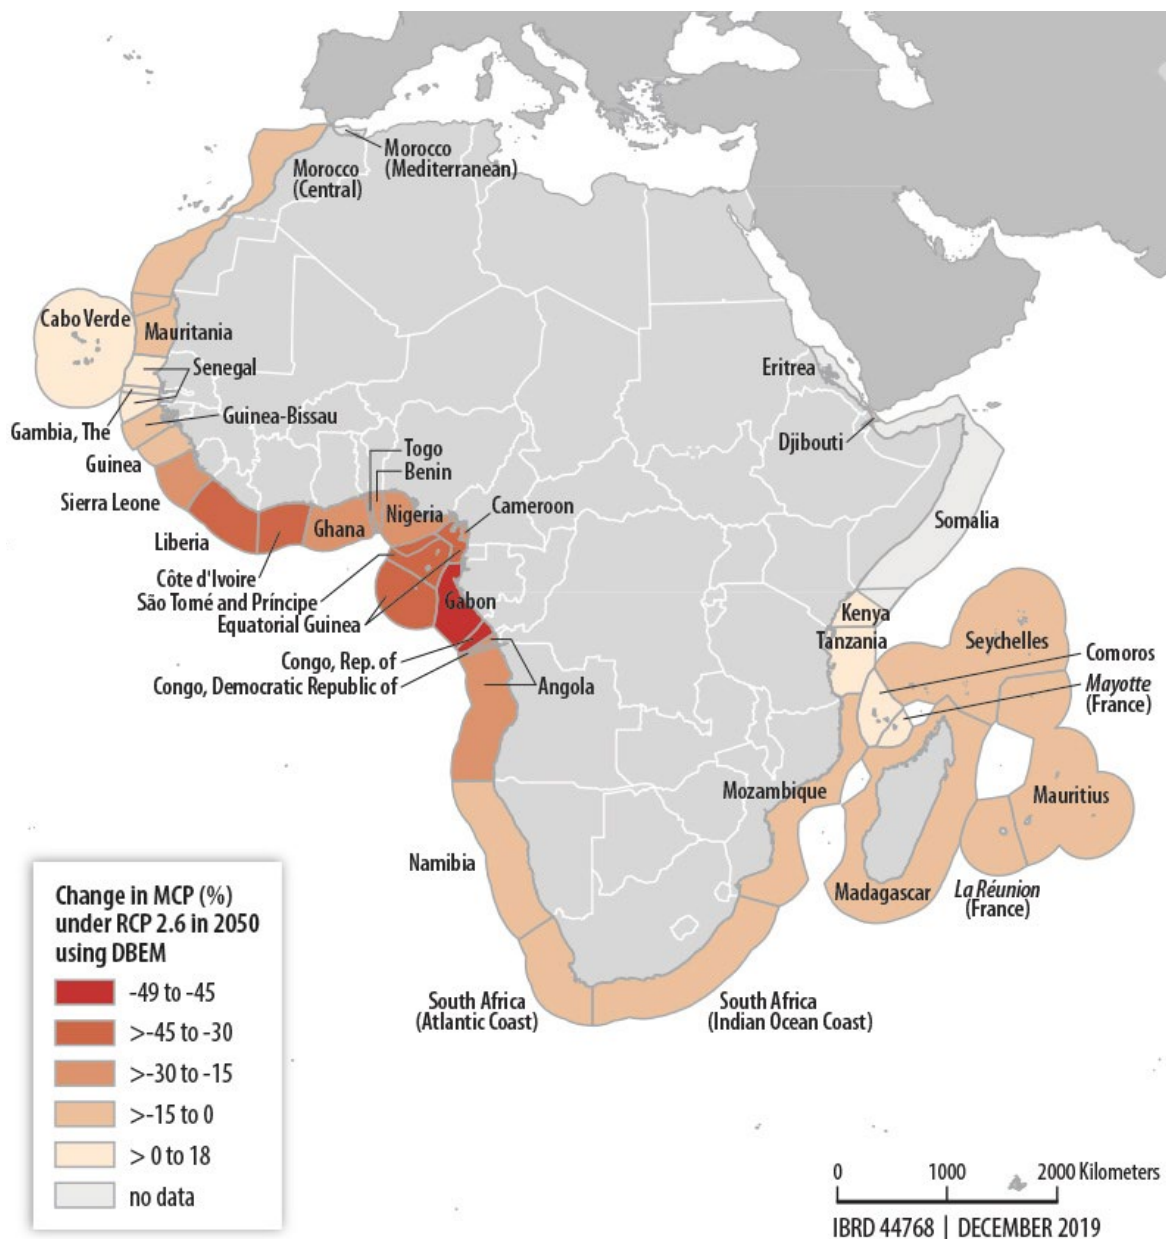 Morocco
(Mediterranean)
Morocco
(Central)
Cabo Verde
Mauritania
Senegal
Gambia, The
Guinea-Bissau
Guinea
Sierra Leone
Liberia
Côte d'Ivoire
Ghana
Togo
Benin
Nigeria
Cameroon
São Tomé and Príncipe
Equatorial Guinea
Gabon
Congo, Rep. of
Congo, Democratic Republic of
Angola
Eritrea
Djibouti
Somalia
Kenya
Tanzania
Seychelles
Comoros
Mayotte
(France)
Mozambique
Mauritius
Madagascar
La Réunion
(France)
Namibia
South Africa
(Atlantic Coast)
South Africa
(Indian Ocean Coast)
Change in MCP (%)
under RCP 2.6 in 2050
using DBEM
-49 to -45
>-45 to -30
>-30 to -15
>-15 to 0
> 0 to 18
no data
0 1000 2000 Kilometers
IBRD 44768 | DECEMBER 2019